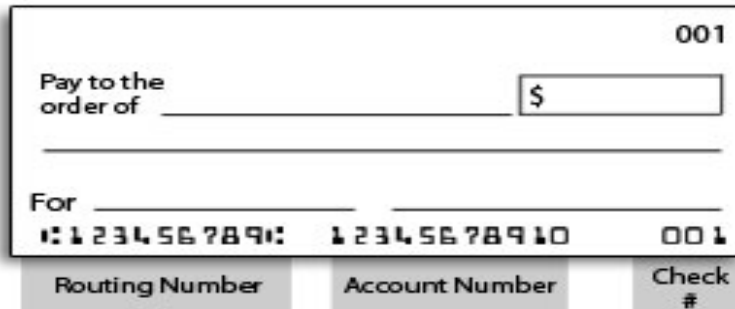 001
Pay to the
order of $
For
⑆123456789⑆ 12345678910 001
Routing Number Account Number Check
#